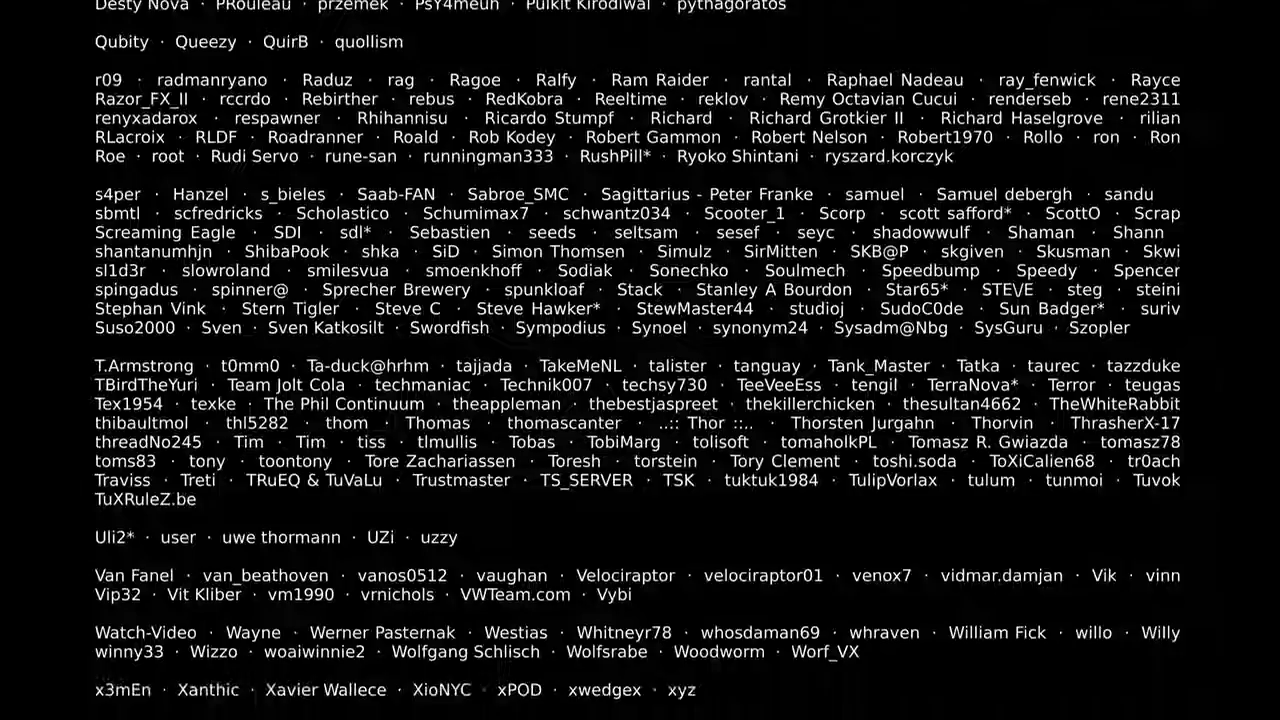 Desty Nova · PRouleau · przemek · PsY4meuh · Pulkit Kirodiwal · pythagoratos
Qubity · Queezy · QuirB · quollism
r09 · radmanryano · Raduz · rag · Ragoe · Ralfy · Ram Raider · rantal · Raphael Nadeau · ray_fenwick · Rayce
Razor_FX_II · rccrdo · Rebirther · rebus · RedKobra · Reeltime · reklov · Remy Octavian Cucui · renderseb · rene2311
renyxadarox · respawner · Rhihannisu · Ricardo Stumpf · Richard · Richard Grotkier II · Richard Haselgrove · rilian
RLacroix · RLDF · Roadranner · Roald · Rob Kodey · Robert Gammon · Robert Nelson · Robert1970 · Rollo · ron · Ron
Roe · root · Rudi Servo · rune-san · runningman333 · RushPill* · Ryoko Shintani · ryszard.korczyk
s4per · Hanzel · s_bieles · Saab-FAN · Sabroe_SMC · Sagittarius - Peter Franke · samuel · Samuel debergh · sandu
sbmtl · scfredricks · Scholastico · Schumimax7 · schwantz034 · Scooter_1 · Scorp · scott safford* · ScottO · Scrap
Screaming Eagle · SDI · sdl* · Sebastien · seeds · seltsam · sesef · seyc · shadowwulf · Shaman · Shann
shantanumhjn · ShibaPook · shka · SiD · Simon Thomsen · Simulz · SirMitten · SKB@P · skgiven · Skusman · Skwi
sl1d3r · slowroland · smilesvua · smoenkhoff · Sodiak · Sonechko · Soulmech · Speedbump · Speedy · Spencer
spingadus · spinner@ · Sprecher Brewery · spunkloaf · Stack · Stanley A Bourdon · Star65* · STE\/E · steg · steini
Stephan Vink · Stern Tigler · Steve C · Steve Hawker* · StewMaster44 · studioj · SudoC0de · Sun Badger* · suriv
Suso2000 · Sven · Sven Katkosilt · Swordfish · Sympodius · Synoel · synonym24 · Sysadm@Nbg · SysGuru · Szopler
T.Armstrong · t0mm0 · Ta-duck@hrhm · tajjada · TakeMeNL · talister · tanguay · Tank_Master · Tatka · taurec · tazzduke
TBirdTheYuri · Team Jolt Cola · techmaniac · Technik007 · techsy730 · TeeVeeEss · tengil · TerraNova* · Terror · teugas
Tex1954 · texke · The Phil Continuum · theappleman · thebestjaspreet · thekillerchicken · thesultan4662 · TheWhiteRabbit
thibaultmol · thl5282 · thom · Thomas · thomascanter · ..:: Thor ::.. · Thorsten Jurgahn · Thorvin · ThrasherX-17
threadNo245 · Tim · Tim · tiss · tlmullis · Tobas · TobiMarg · tolisoft · tomaholkPL · Tomasz R. Gwiazda · tomasz78
toms83 · tony · toontony · Tore Zachariassen · Toresh · torstein · Tory Clement · toshi.soda · ToXiCalien68 · tr0ach
Traviss · Treti · TRuEQ & TuVaLu · Trustmaster · TS_SERVER · TSK · tuktuk1984 · TulipVorlax · tulum · tunmoi · Tuvok
TuXRuleZ.be
Uli2* · user · uwe thormann · UZi · uzzy
Van Fanel · van_beathoven · vanos0512 · vaughan · Velociraptor · velociraptor01 · venox7 · vidmar.damjan · Vik · vinn
Vip32 · Vit Kliber · vm1990 · vrnichols · VWTeam.com · Vybi
Watch-Video · Wayne · Werner Pasternak · Westias · Whitneyr78 · whosdaman69 · whraven · William Fick · willo · Willy
winny33 · Wizzo · woaiwinnie2 · Wolfgang Schlisch · Wolfsrabe · Woodworm · Worf_VX
x3mEn · Xanthic · Xavier Wallece · XioNYC · xPOD · xwedgex · xyz